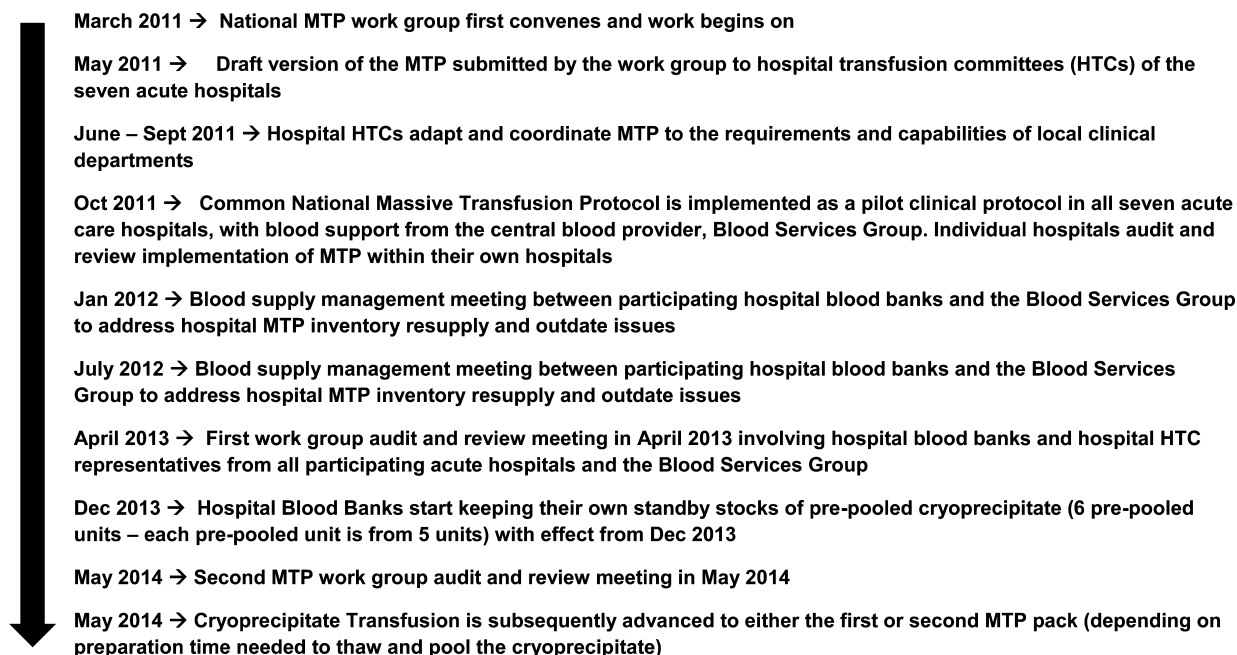 March 2011 → National MTP work group first convenes and work begins on
May 2011 → Draft version of the MTP submitted by the work group to hospital transfusion committees (HTCs) of the
seven acute hospitals
June – Sept 2011 → Hospital HTCs adapt and coordinate MTP to the requirements and capabilities of local clinical
departments
Oct 2011 → Common National Massive Transfusion Protocol is implemented as a pilot clinical protocol in all seven acute
care hospitals, with blood support from the central blood provider, Blood Services Group. Individual hospitals audit and
review implementation of MTP within their own hospitals
Jan 2012 → Blood supply management meeting between participating hospital blood banks and the Blood Services Group
to address hospital MTP inventory resupply and outdate issues
July 2012 → Blood supply management meeting between participating hospital blood banks and the Blood Services
Group to address hospital MTP inventory resupply and outdate issues
April 2013 → First work group audit and review meeting in April 2013 involving hospital blood banks and hospital HTC
representatives from all participating acute hospitals and the Blood Services Group
Dec 2013 → Hospital Blood Banks start keeping their own standby stocks of pre-pooled cryoprecipitate (6 pre-pooled
units – each pre-pooled unit is from 5 units) with effect from Dec 2013
May 2014 → Second MTP work group audit and review meeting in May 2014
May 2014 → Cryoprecipitate Transfusion is subsequently advanced to either the first or second MTP pack (depending on
preparation time needed to thaw and pool the cryoprecipitate)